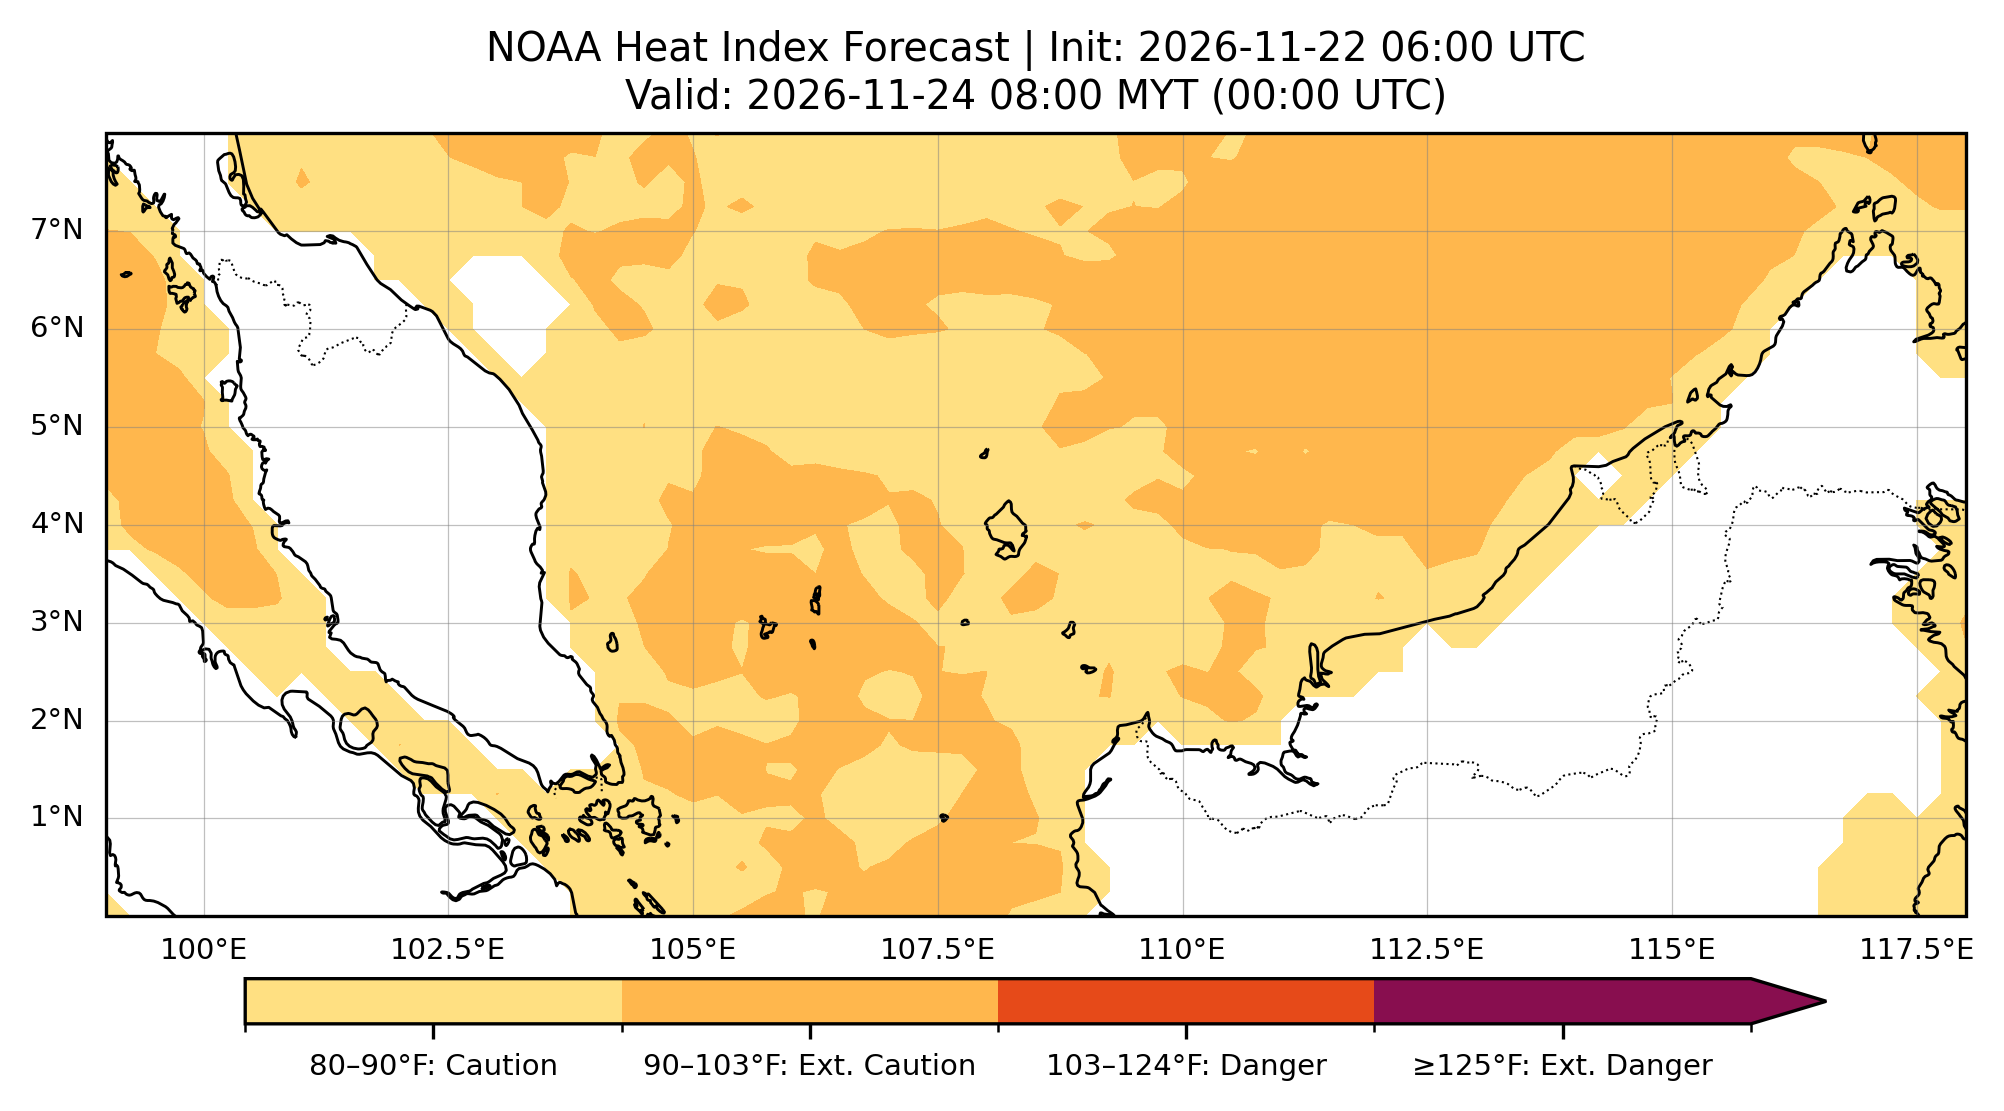 NOAA Heat Index Forecast | Init: 2026-11-22 06:00 UTC
Valid: 2026-11-24 08:00 MYT (00:00 UTC)
7°N
6°N
5°N
4°N
3°N
2°N
1°N
100°E 102.5°E 105°E 107.5°E 110°E 112.5°E 115°E 117.5°E
80–90°F: Caution 90–103°F: Ext. Caution 103–124°F: Danger ≥125°F: Ext. Danger